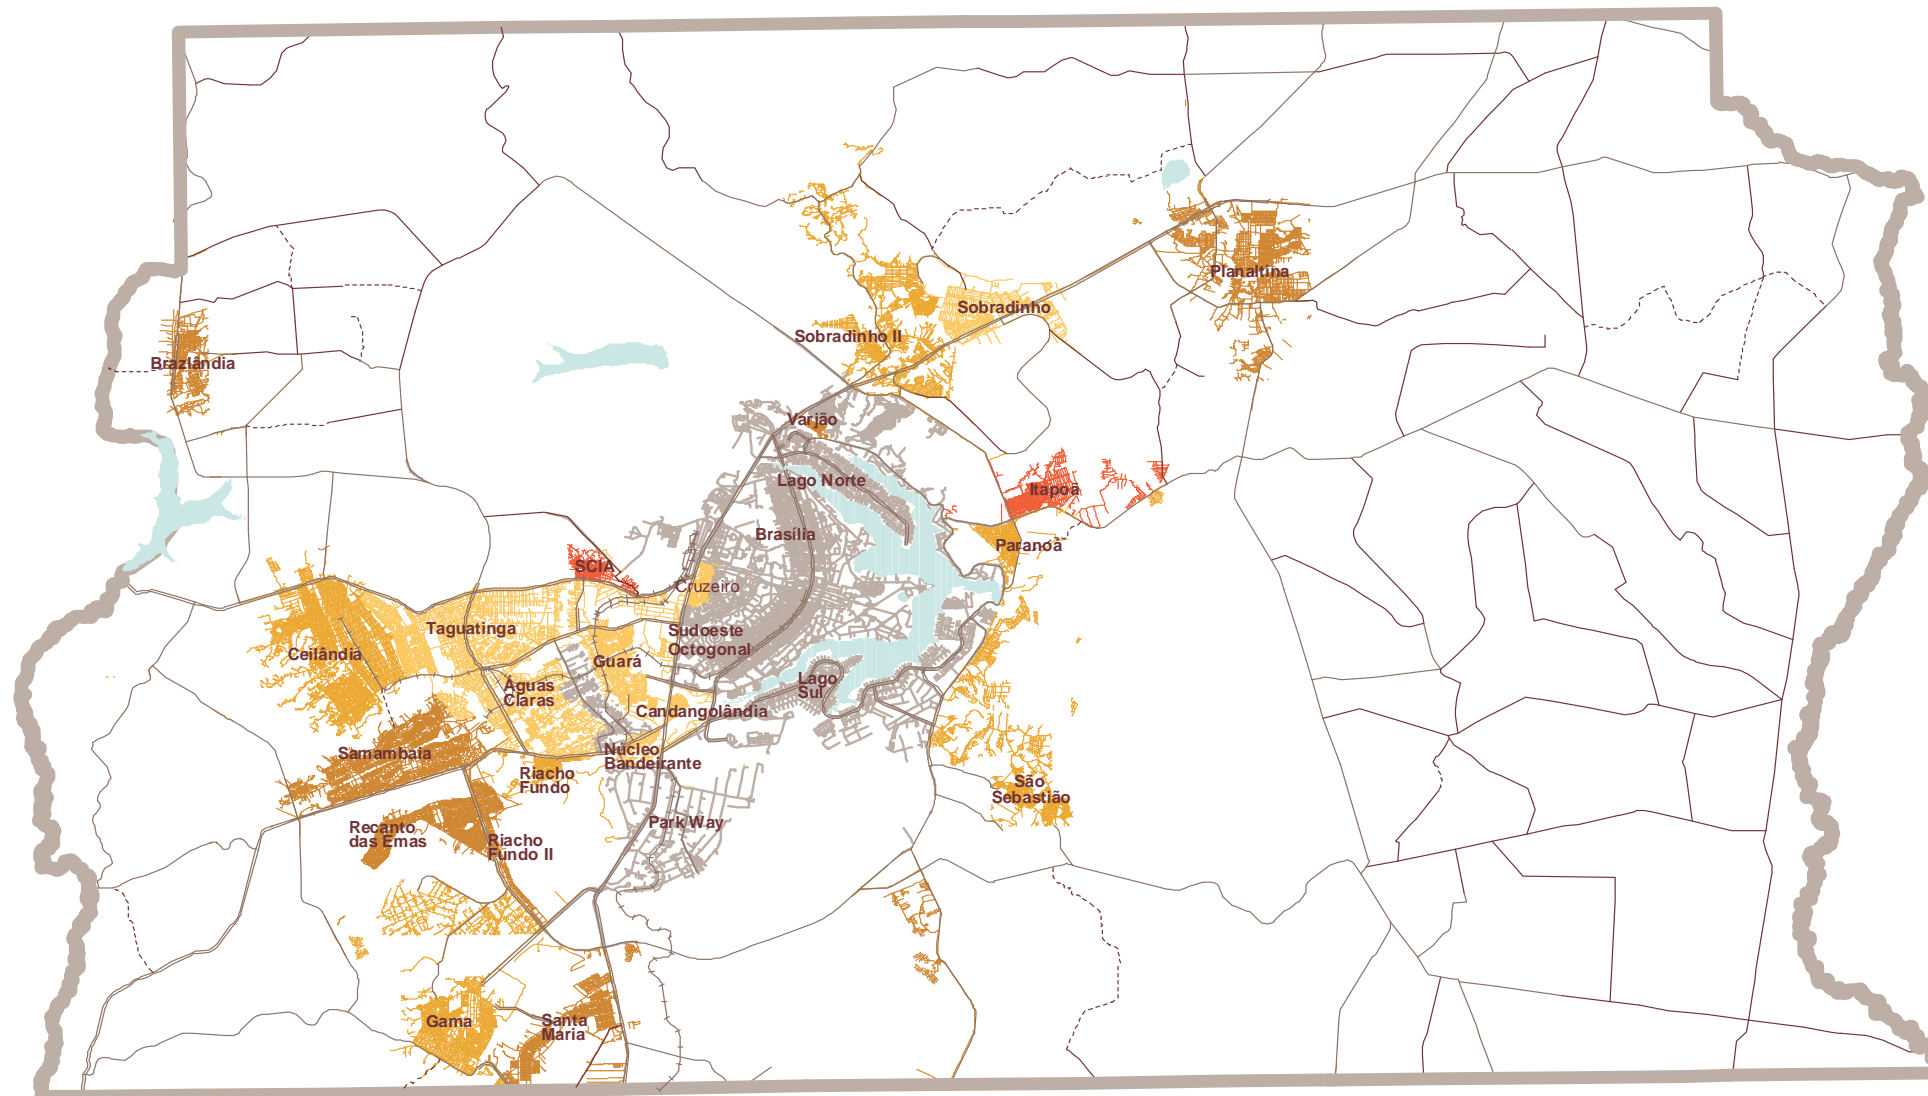 Planaltina
Sobradinho
Sobradinho II
Brazlândia
Varjão
Lago Norte
Itapoã
Brasília
Paranoã
SCIA
Cruzeiro
Taguatinga
Sudoeste
Octogonal
Ceilândia
Guará
Águas
Claras
Lago
Sul
Candangolândia
Samambaia
Núcleo
Bandeirante
Riacho
Fundo
São
Sebastião
Park Way
Recanto
das Emas
Riacho
Fundo II
Gama
Santa
Maria